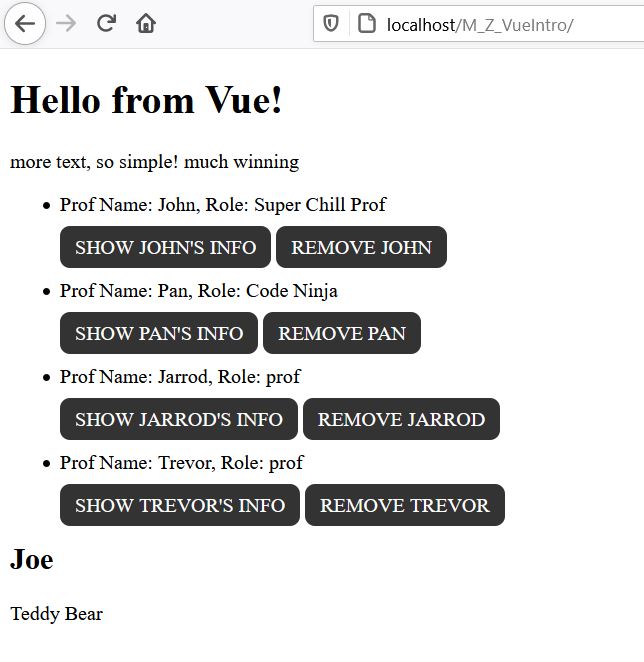 localhost/M_Z_VueIntro/
Hello from Vue!
more text, so simple! much winning
Prof Name: John, Role: Super Chill Prof
SHOW JOHN'S INFO REMOVE JOHN
Prof Name: Pan, Role: Code Ninja
SHOW PAN'S INFO REMOVE PAN
Prof Name: Jarrod, Role: prof
SHOW JARROD'S INFO REMOVE JARROD
Prof Name: Trevor, Role: prof
SHOW TREVOR'S INFO REMOVE TREVOR
Joe
Teddy Bear